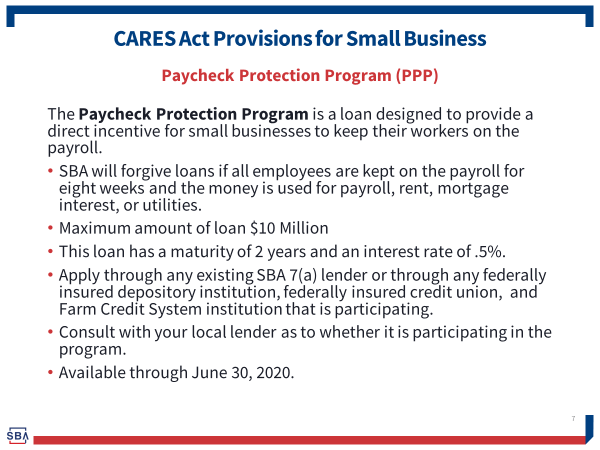 CARES Act Provisions for Small Business
Paycheck Protection Program (PPP)
The Paycheck Protection Program is a loan designed to provide a
direct incentive for small businesses to keep their workers on the
payroll.
• SBA will forgive loans if all employees are kept on the payroll for
eight weeks and the money is used for payroll, rent, mortgage
interest, or utilities.
• Maximum amount of loan $10 Million
• This loan has a maturity of 2 years and an interest rate of .5%.
• Apply through any existing SBA 7(a) lender or through any federally
insured depository institution, federally insured credit union, and
Farm Credit System institution that is participating.
• Consult with your local lender as to whether it is participating in the
program.
• Available through June 30, 2020.
7
SBA